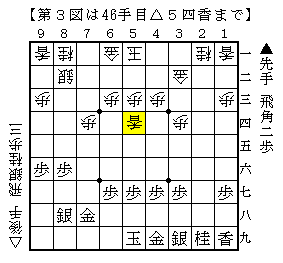 【第３図は46手目△５四香まで】
９ ８ ７ ６ ５ ４ ３ ２ １
香 桂 金 玉 桂 香 一
銀 金 二
歩 歩 歩 歩 歩 三
歩 香 歩 四
五
歩 歩 六
歩 歩 歩 歩 歩 七
銀 金 八
玉 金 銀 桂 香 九
▲先手 飛角二歩
△後手 飛銀桂歩三